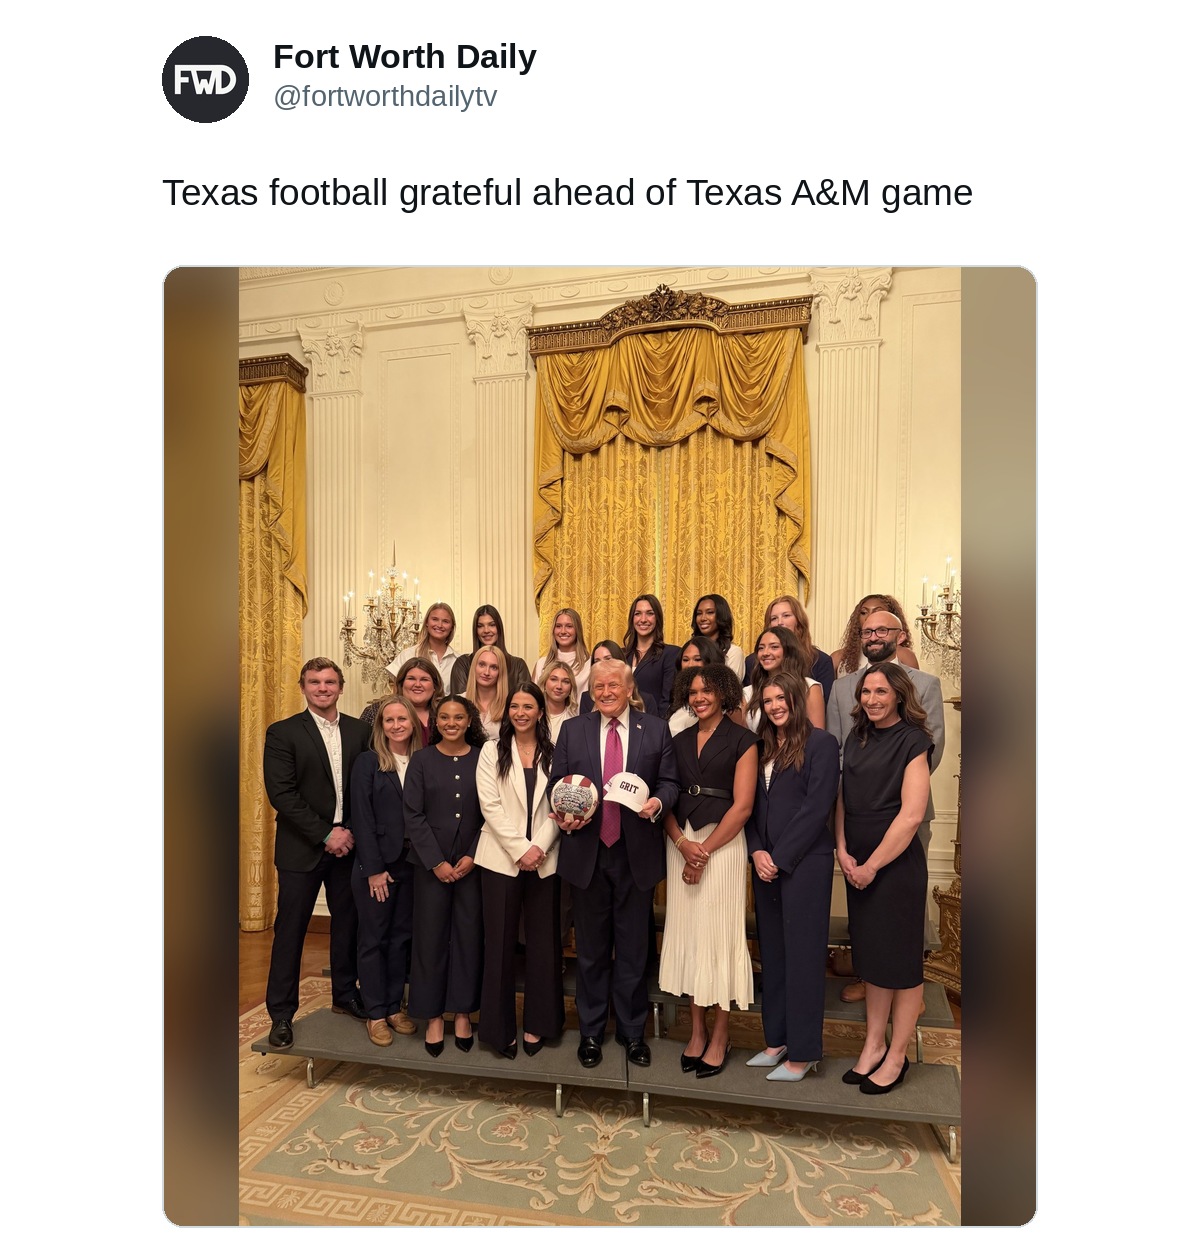 FWD
Fort Worth Daily
@fortworthdailytv
Texas football grateful ahead of Texas A&M game
GRIT